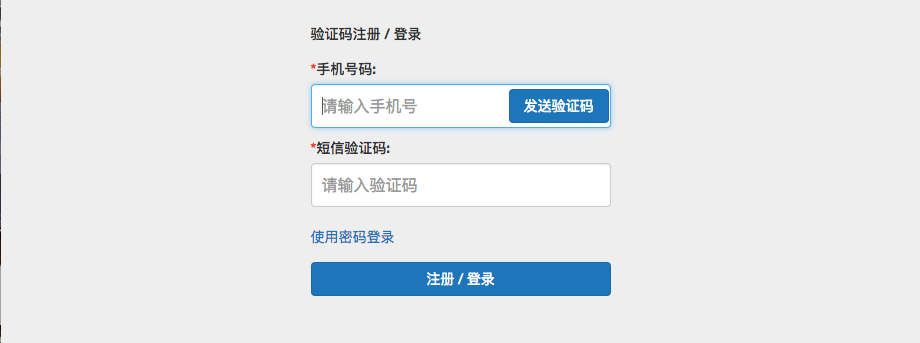 验证码注册 / 登录
*手机号码:
请输入手机号 发送验证码
*短信验证码:
请输入验证码
使用密码登录
注册 / 登录